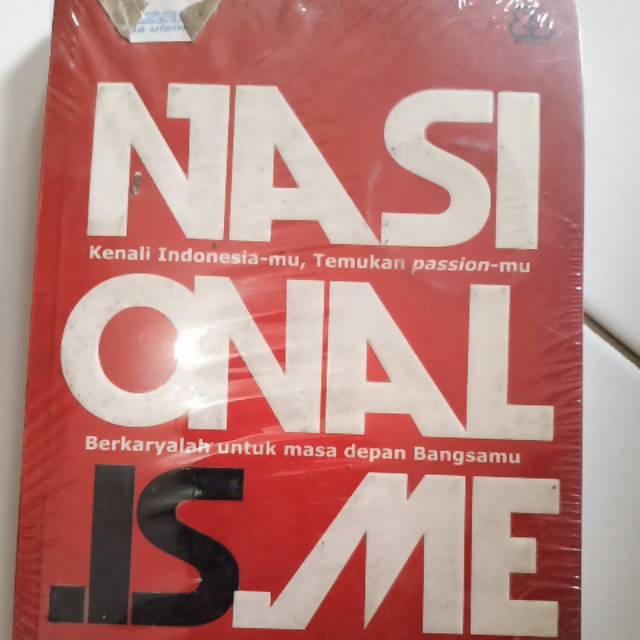 NASI
Kenali Indonesia-mu, Temukan passion-mu
ONAL
Berkaryalah untuk masa depan Bangsamu
.IS.ME